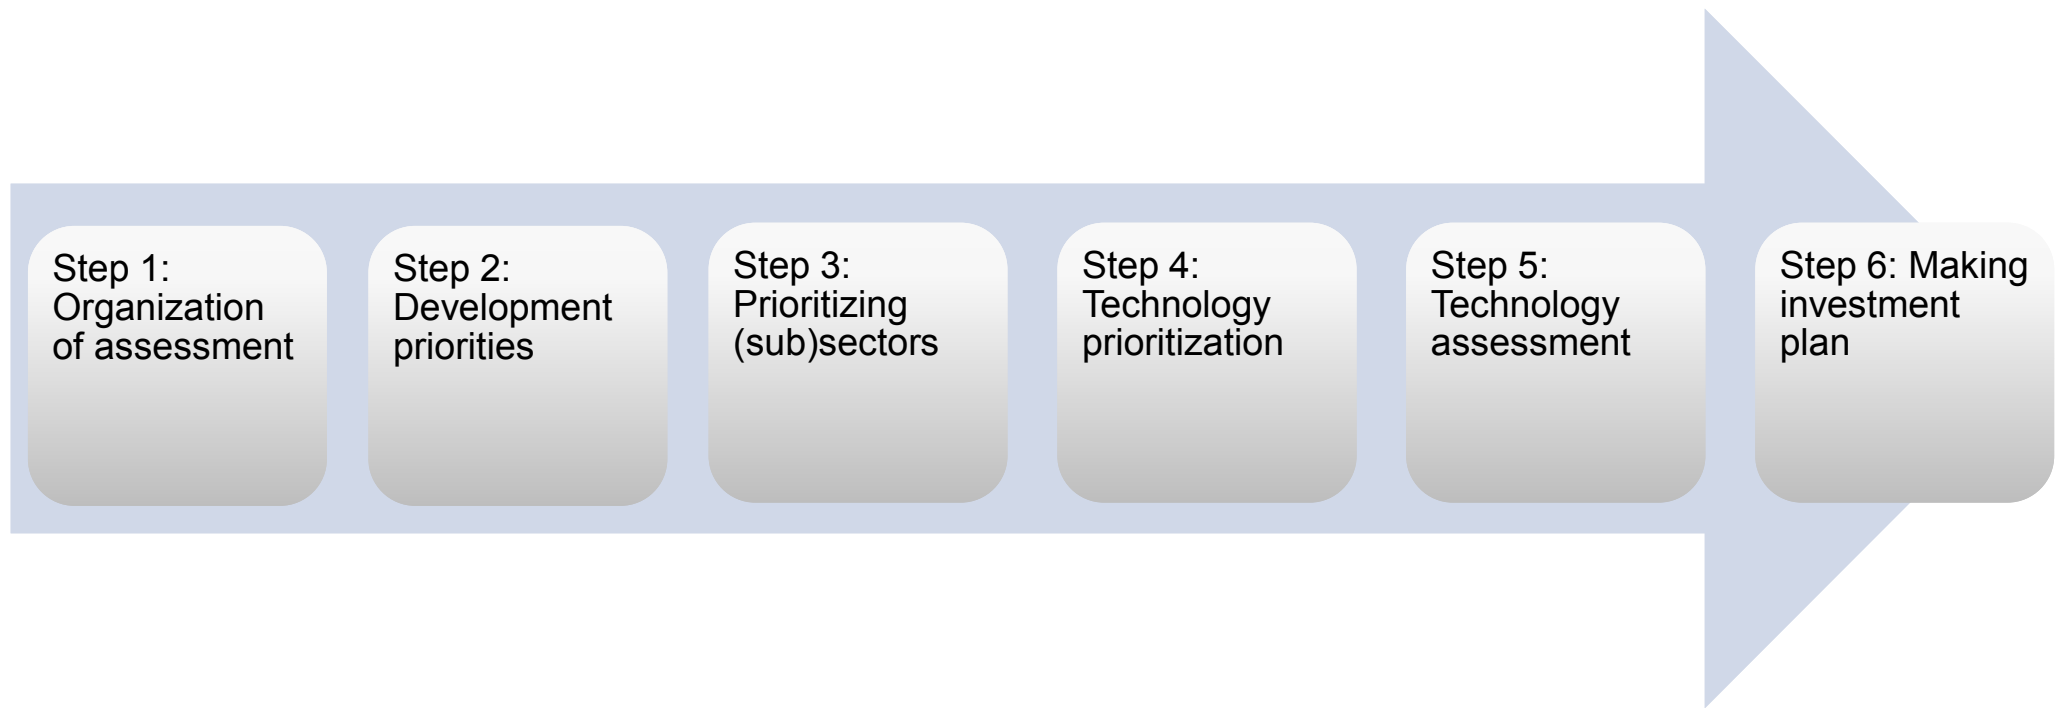 Step 1:
Organization
of assessment
Step 2:
Development
priorities
Step 3:
Prioritizing
(sub)sectors
Step 4:
Technology
prioritization
Step 5:
Technology
assessment
Step 6: Making
investment
plan